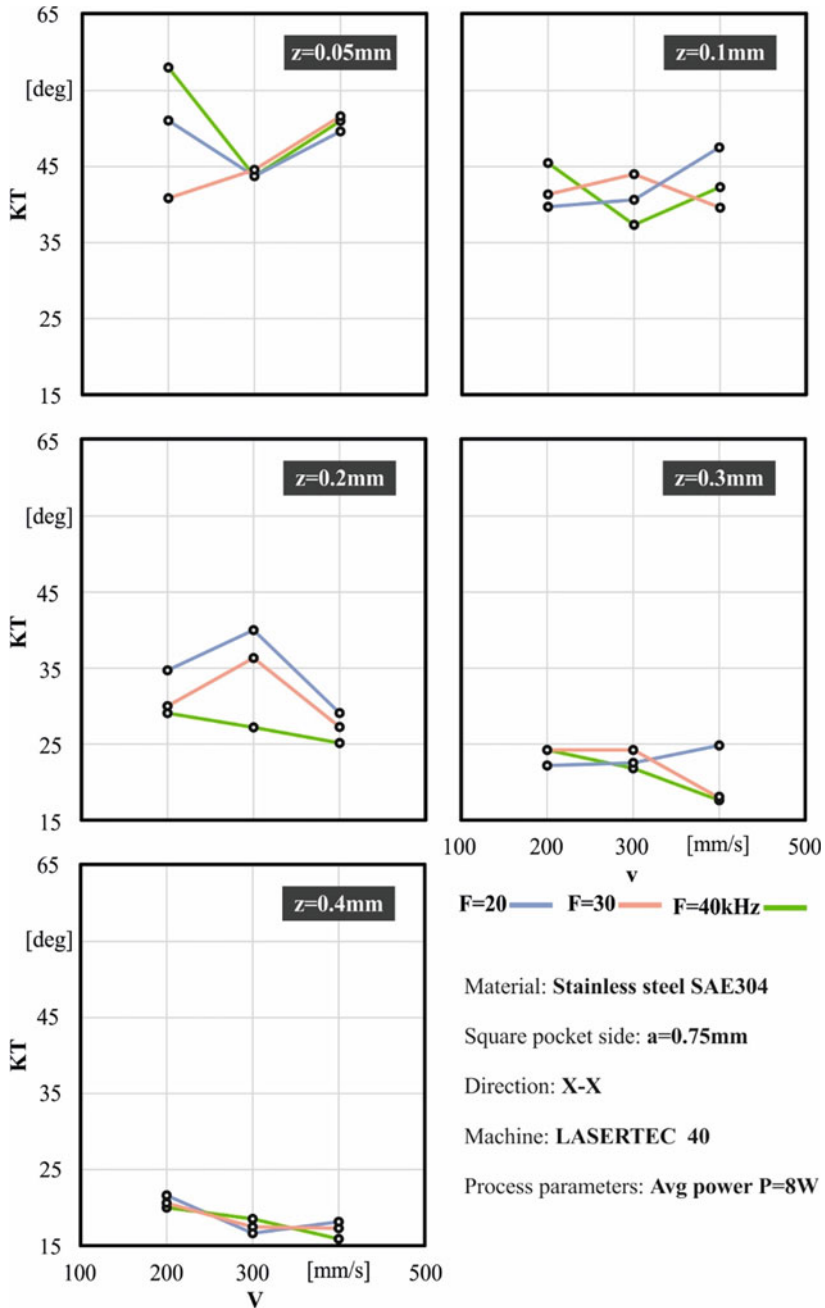 65
z=0.05mm
z=0.1mm
[deg]
45
KT
35
25
15
65
z=0.2mm
z=0.3mm
[deg]
45
KT
35
25
15
100 200 300 [mm/s] 500
v
65
z=0.4mm
F=20 F=30 F=40kHz
[deg]
Material: Stainless steel SAE304
45
Square pocket side: a=0.75mm
KT
35
Direction: X-X
Machine: LASERTEC 40
25
Process parameters: Avg power P=8W
15
100 200 300 [mm/s] 500
V